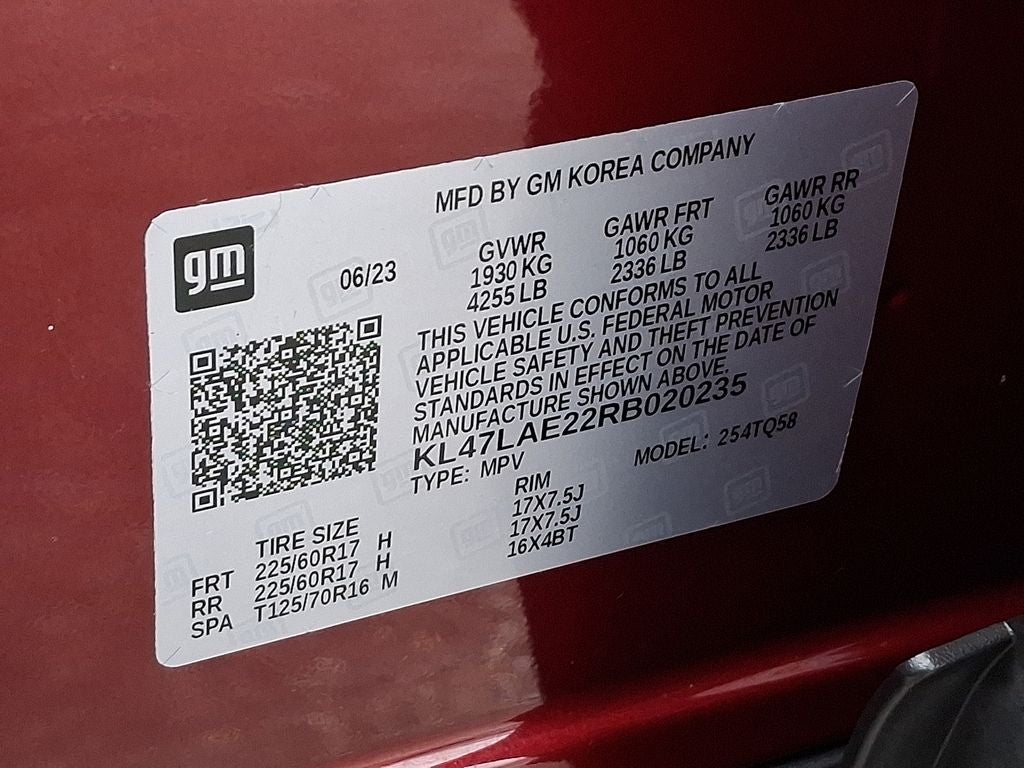 MFD BY GM KOREA COMPANY
gm
06/23
GVWR GAWR FRT GAWR RR
1930 KG 1060 KG 1060 KG
4255 LB 2336 LB 2336 LB
THIS VEHICLE CONFORMS TO ALL
APPLICABLE U.S. FEDERAL MOTOR
VEHICLE SAFETY AND THEFT PREVENTION
STANDARDS IN EFFECT ON THE DATE OF
MANUFACTURE SHOWN ABOVE.
KL47LAE22RB020235
TYPE: MPV MODEL: 254TQ58
TIRE SIZE RIM
FRT 225/60R17 H 17X7.5J
RR 225/60R17 H 17X7.5J
SPA T125/70R16 M 16X4BT